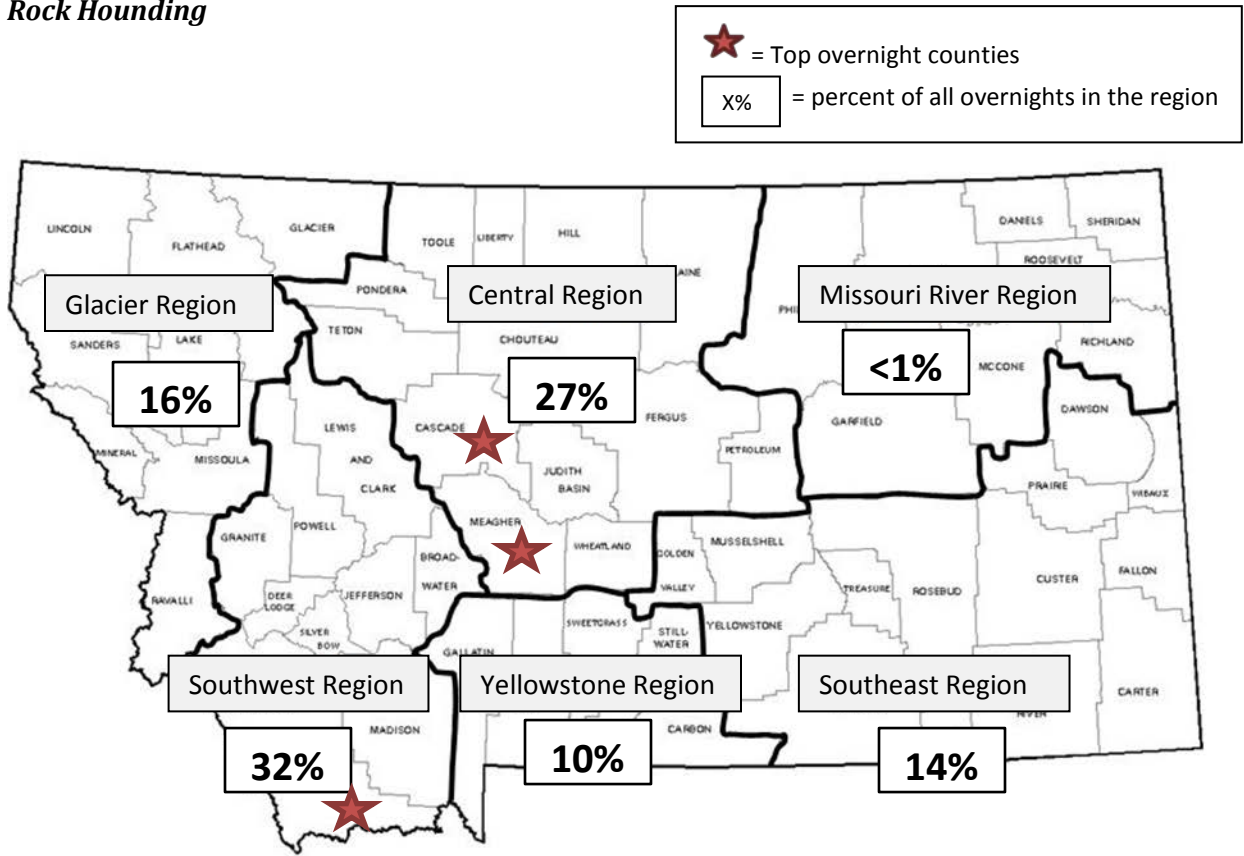 Rock Hounding
= Top overnight counties
X% = percent of all overnights in the region
LINCOLN
FLATHEAD
GLACIER
TOOLE
LIBERTY
HILL
AINE
DANIELS
SHERIDAN
ROOSEVELT
Glacier Region
PONDERA
Central Region
Missouri River Region
PHI
TETON
SANDERS
LAKE
CHOUTEAU
RICHLAND
MCCONE
16%
27%
<1%
LEWIS
AND
CLARK
CASCADE
FERGUS
GARFIELD
DAWSON
MINERAL
MISSOULA
JUDITH
BASIN
PETROLEUM
PRAIRIE
WIBAUX
GRANITE
POWELL
MEAGHER
WHEATLAND
GOLDEN
VALLEY
MUSSELSHELL
BROAD-
WATER
RAVALLI
DEER
LODGE
JEFFERSON
TREASURE
ROSEBUD
CUSTER
FALLON
SILVER
BOW
SWEETGRASS
STILL-
WATER
YELLOWSTONE
GALLATIN
Southwest Region
Yellowstone Region
Southeast Region
CARTER
RIVER
MADISON
CARBON
32%
10%
14%